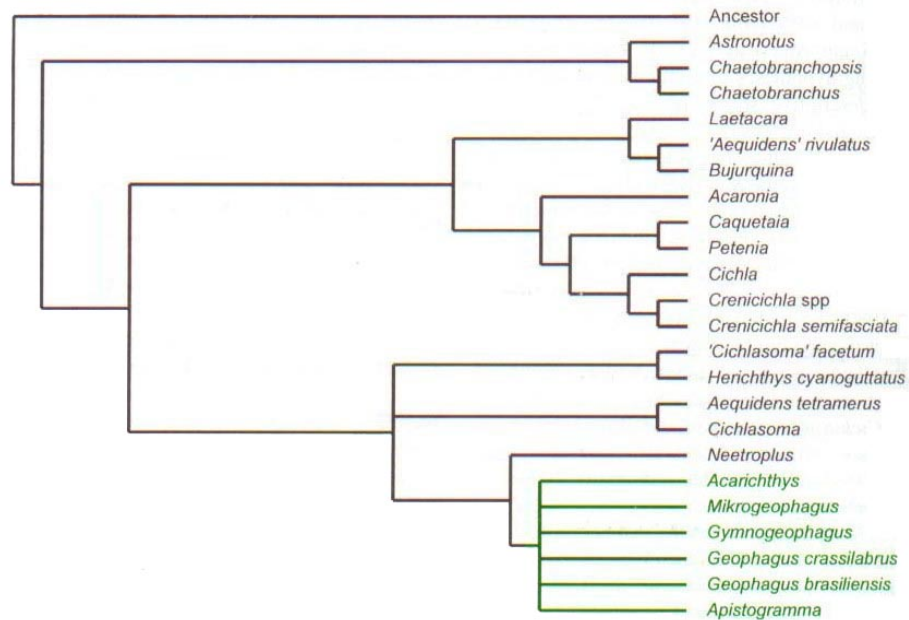 Ancestor
Astronotus
Chaetobranchopsis
Chaetobranchus
Laetacara
'Aequidens' rivulatus
Bujurquina
Acaronia
Caquetaia
Petenia
Cichla
Crenicichla spp
Crenicichla semifasciata
'Cichlasoma' facetum
Herichthys cyanoguttatus
Aequidens tetramerus
Cichlasoma
Neetroplus
Acarichthys
Mikrogeophagus
Gymnogeophagus
Geophagus crassilabrus
Geophagus brasiliensis
Apistogramma